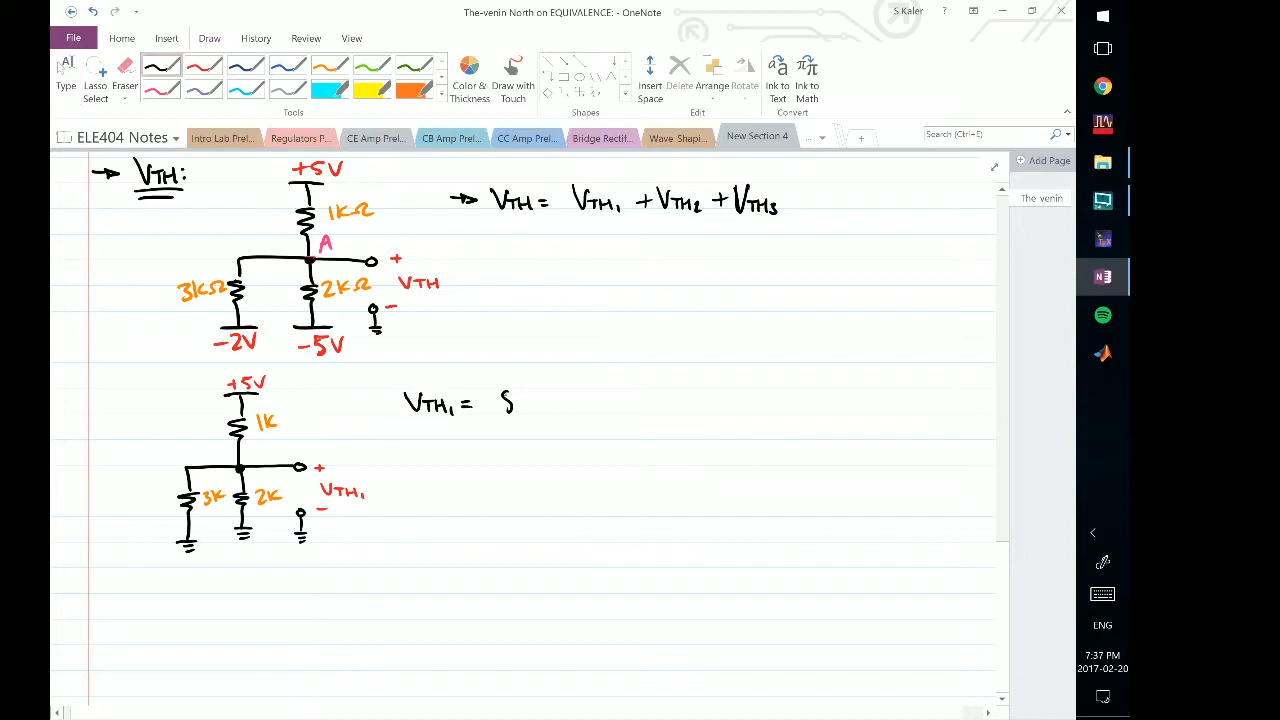 The-venin North on EQUIVALENCE: - OneNote
S Kaler
?
File Home Insert Draw History Review View
Type
Lasso Select
Eraser
Color & Thickness
Draw with Touch
Insert Space
Delete
Arrange
Rotate
Ink to Text
Ink to Math
Tools
Shapes
Edit
Convert
ELE404 Notes
Intro Lab Prel...
Regulators P...
CE Amp Prel...
CB Amp Prel...
CC Amp Prel...
Bridge Rectif...
Wave Shapi...
New Section 4
...
+
Search (Ctrl+E)
Add Page
The venin
→ VTH:
+5V
1KΩ
A
3KΩ
2KΩ
+
VTH
-
-2V
-5V
→ VTH = VTH1 + VTH2 + VTH3
+5V
1K
3K
2K
+
VTH1
-
VTH1 = 5
ENG
7:37 PM
2017-02-20